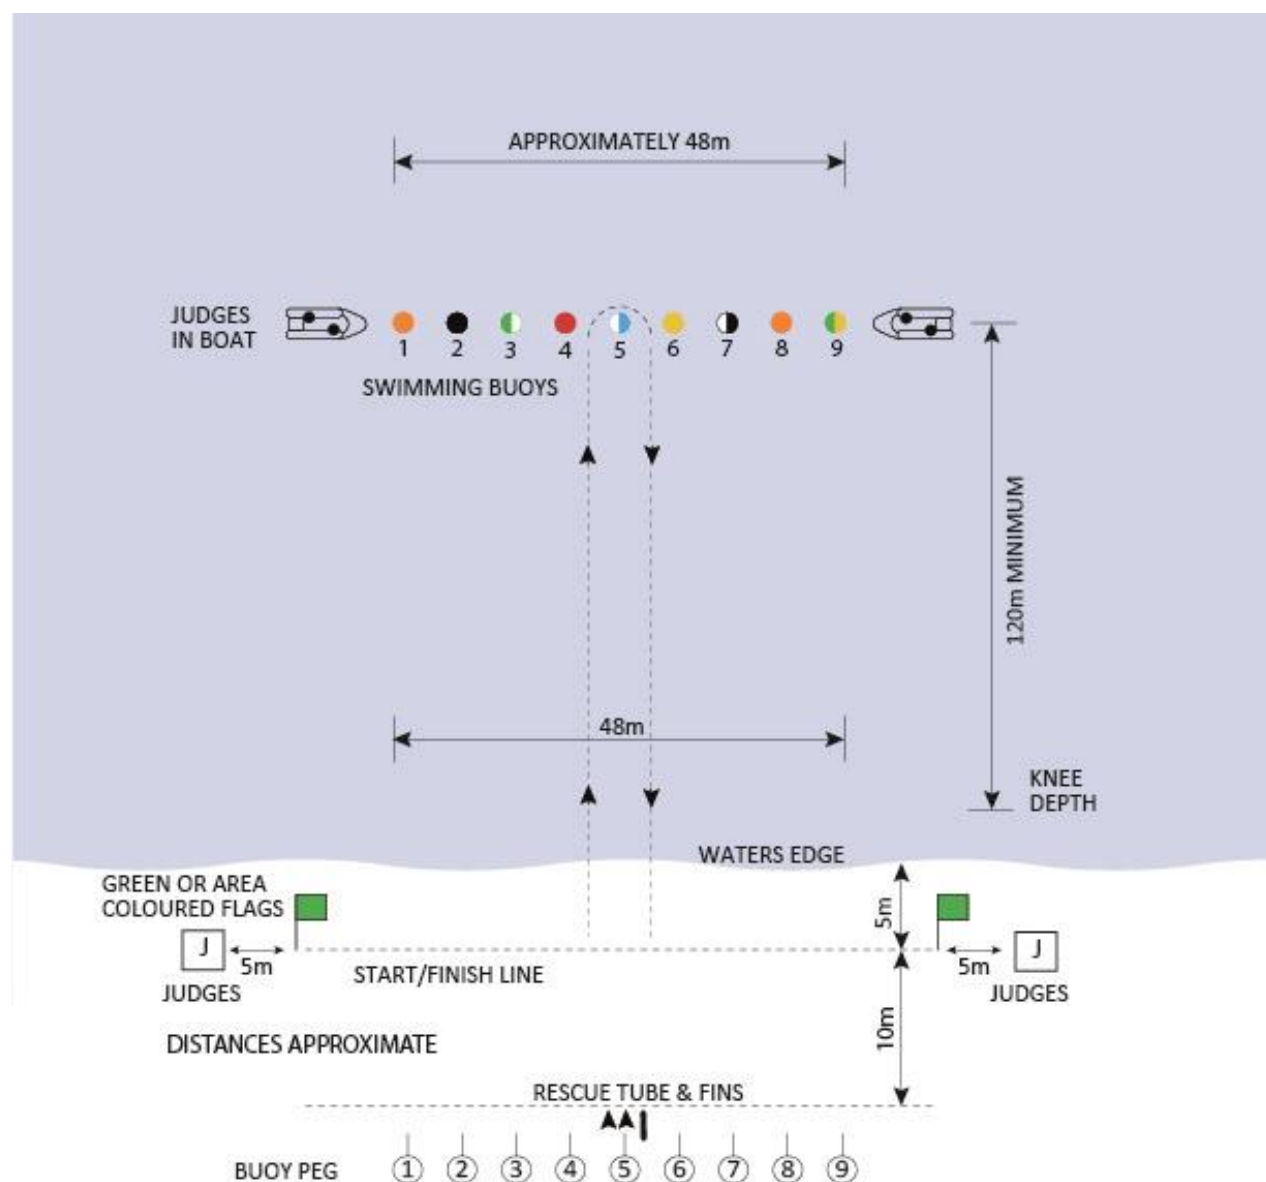 APPROXIMATELY 48m
JUDGES
IN BOAT
1 2 3 4 5 6 7 8 9
SWIMMING BUOYS
120m MINIMUM
48m
KNEE
DEPTH
WATERS EDGE
GREEN OR AREA
COLOURED FLAGS
5m
J
5m
JUDGES
START/FINISH LINE
5m
J
JUDGES
10m
DISTANCES APPROXIMATE
RESCUE TUBE & FINS
BUOY PEG 1 2 3 4 5 6 7 8 9